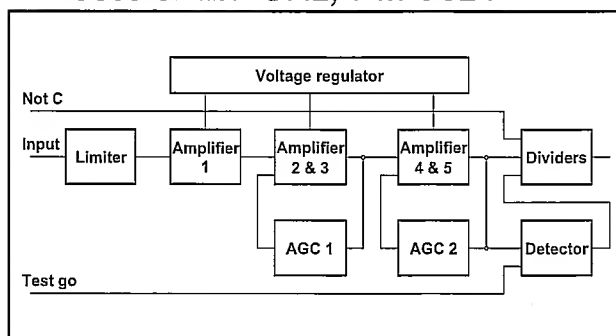 Voltage regulator
Not C
Input
Limiter
Amplifier
1
Amplifier
2 & 3
Amplifier
4 & 5
Dividers
AGC 1
AGC 2
Detector
Test go